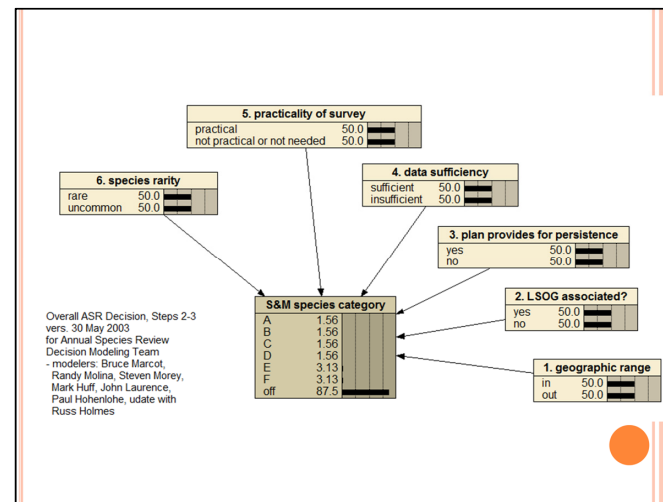 5. practicality of survey
practical 50.0
not practical or not needed 50.0
4. data sufficiency
sufficient 50.0
insufficient 50.0
6. species rarity
rare 50.0
uncommon 50.0
3. plan provides for persistence
yes 50.0
no 50.0
2. LSOG associated?
yes 50.0
no 50.0
S&M species category
A 1.56
B 1.56
C 1.56
D 1.56
E 3.13
F 3.13
off 87.5
1. geographic range
in 50.0
out 50.0
Overall ASR Decision, Steps 2-3
vers. 30 May 2003
for Annual Species Review
Decision Modeling Team
- modelers: Bruce Marcot,
Randy Molina, Steven Morey,
Mark Huff, John Laurence,
Paul Hohenlohe, udate with
Russ Holmes